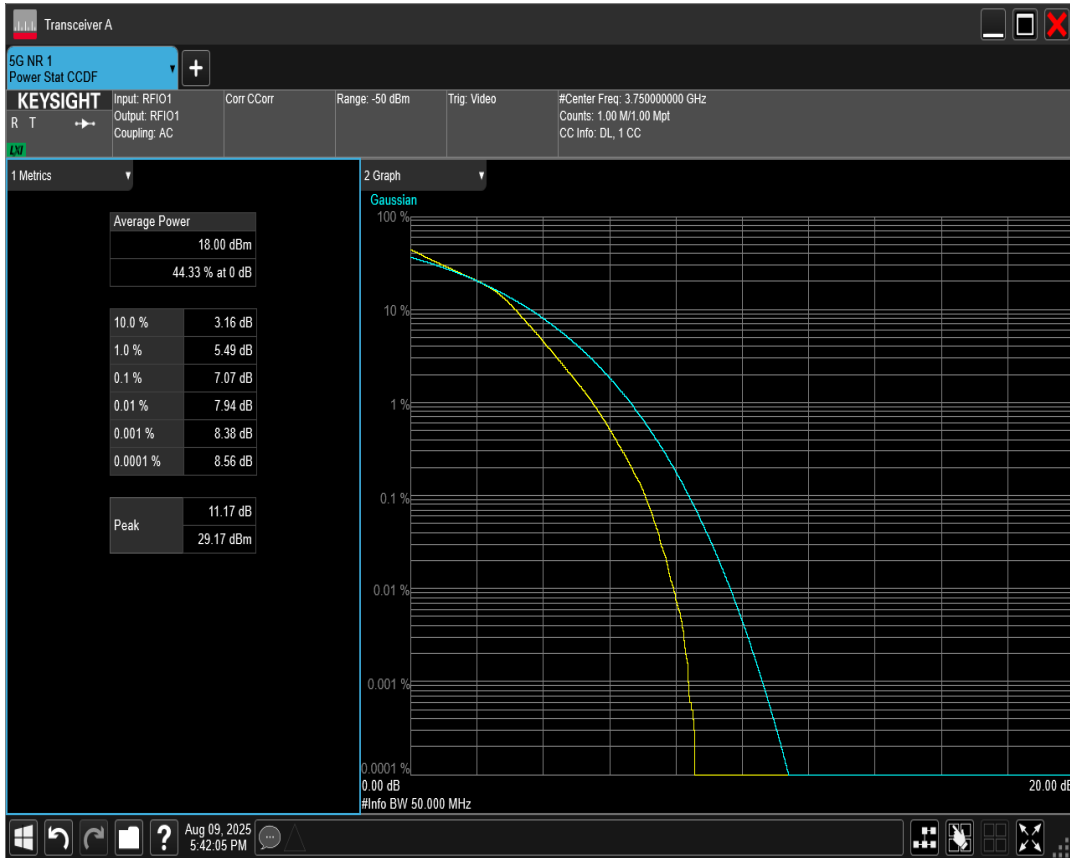 Transceiver A
5G NR 1
Power Stat CCDF
KEYSIGHT
R T
LXI
Input: RFIO1
Output: RFIO1
Coupling: AC
Corr CCorr
Range: -50 dBm
Trig: Video
#Center Freq: 3.750000000 GHz
Counts: 1.00 M/1.00 Mpt
CC Info: DL, 1 CC
1 Metrics
Average Power
18.00 dBm
44.33 % at 0 dB
10.0 % 3.16 dB
1.0 % 5.49 dB
0.1 % 7.07 dB
0.01 % 7.94 dB
0.001 % 8.38 dB
0.0001 % 8.56 dB
Peak
11.17 dB
29.17 dBm
2 Graph
Gaussian
100 %
10 %
1 %
0.1 %
0.01 %
0.001 %
0.0001 %
0.00 dB
20.00 dB
#Info BW 50.000 MHz
Aug 09, 2025
5:42:05 PM